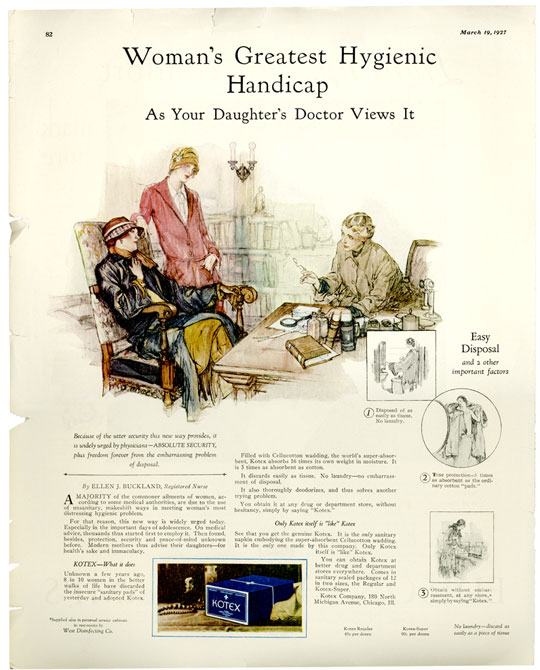 82
March 19, 1927
Woman's Greatest Hygienic
Handicap
As Your Daughter's Doctor Views It
Easy
Disposal
and 2 other
important factors
1 Disposed of as
easily as tissue.
No laundry.
2 True protection—5 times
as absorbent as the ordi-
nary cotton "pads."
3 Obtain without embar-
rassment, at any store,*
simply by saying "Kotex."
Because of the utter security this new way provides, it
is widely urged by physicians—ABSOLUTE SECURITY,
plus freedom forever from the embarrassing problem
of disposal.
By ELLEN J. BUCKLAND, Registered Nurse
A MAJORITY of the commoner ailments of women, ac-
cording to some medical authorities, are due to the use
of unsanitary, makeshift ways in meeting woman's most
distressing hygienic problem.
For that reason, this new way is widely urged today.
Especially in the important days of adolescence. On medical
advice, thousands thus started first to employ it. Then found,
besides, protection, security and peace-of-mind unknown
before. Modern mothers thus advise their daughters—for
health's sake and immaculacy.
KOTEX—What it does
Unknown a few years ago,
8 in 10 women in the better
walks of life have discarded
the insecure "sanitary pads" of
yesterday and adopted Kotex.
Filled with Cellucotton wadding, the world's super-absor-
bent, Kotex absorbs 16 times its own weight in moisture. It
is 5 times as absorbent as cotton.
It discards easily as tissue. No laundry—no embarrass-
ment of disposal.
It also thoroughly deodorizes, and thus solves another
trying problem.
You obtain it at any drug or department store, without
hesitancy, simply by saying "Kotex."
Only Kotex itself is "like" Kotex
See that you get the genuine Kotex. It is the only sanitary
napkin embodying the super-absorbent Cellucotton wadding.
It is the only one made by this company. Only Kotex
itself is "like" Kotex.
You can obtain Kotex at
better drug and department
stores everywhere. Comes in
sanitary sealed packages of 12
in two sizes, the Regular and
Kotex-Super.
Kotex Company, 180 North
Michigan Avenue, Chicago, Ill.
KOTEX
*Supplied also in personal service cabinets
in rest-rooms by
West Disinfecting Co.
Kotex-Regular
65c per dozen
Kotex-Super
90c per dozen
No laundry—discard as
easily as a piece of tissue